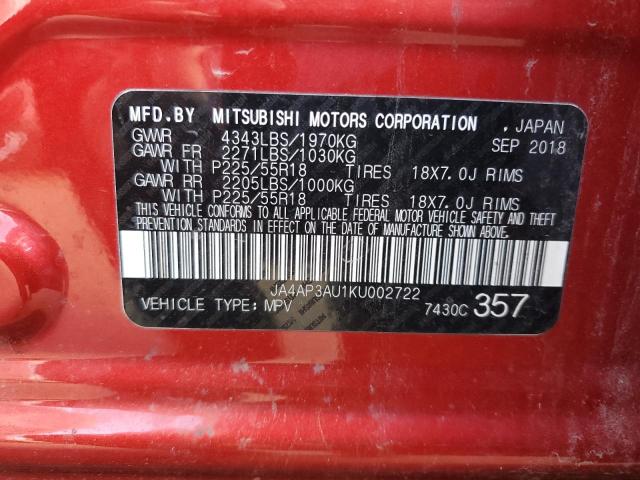 MFD.BY MITSUBISHI MOTORS CORPORATION , JAPAN
GVWR 4343LBS/1970KG SEP 2018
GAWR FR 2271LBS/1030KG
WITH P225/55R18 TIRES 18X7.0J RIMS
GAWR RR 2205LBS/1000KG
WITH P225/55R18 TIRES 18X7.0J RIMS
THIS VEHICLE CONFORMS TO ALL APPLICABLE FEDERAL MOTOR VEHICLE SAFETY AND THEFT
PREVENTION STANDARDS IN EFFECT ON THE DATE OF MANUFACTURE SHOWN ABOVE.
JA4AP3AU1KU002722
VEHICLE TYPE: MPV 7430C 357